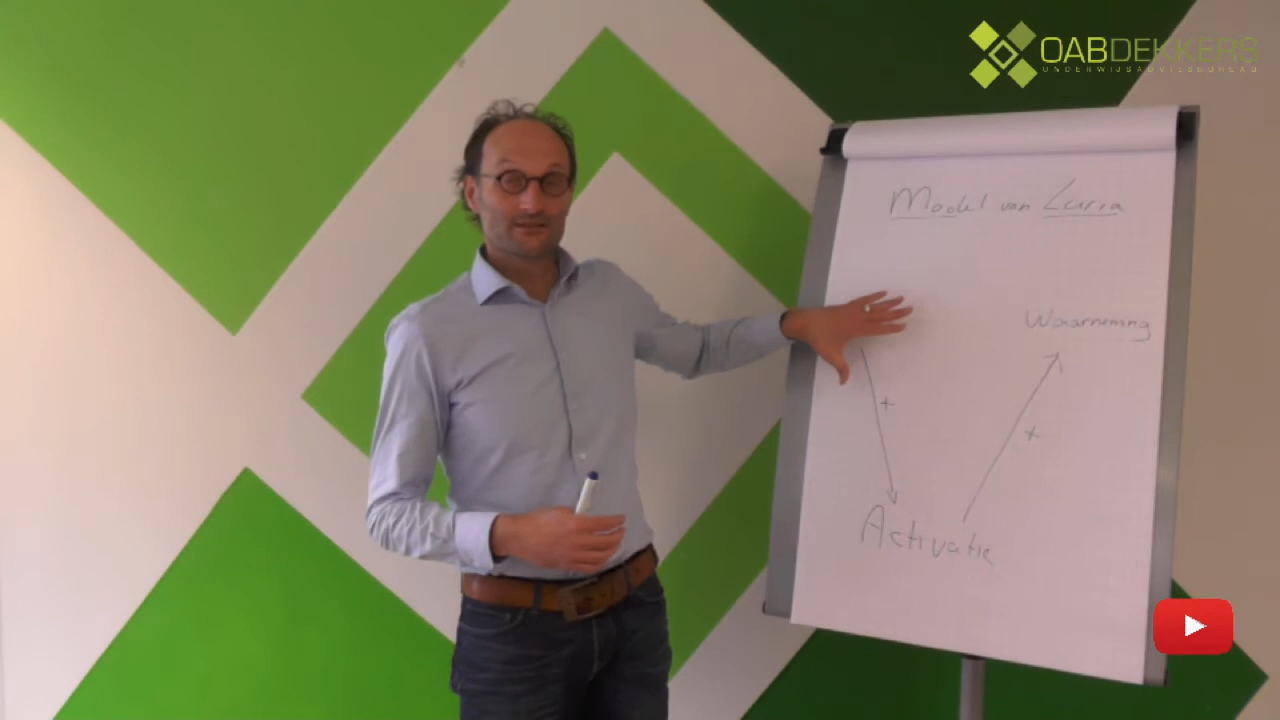 OABDEKKERS
ONDERWIJSADVIESBUREAU
Model van Luria
Waarneming
+
+
Activatie